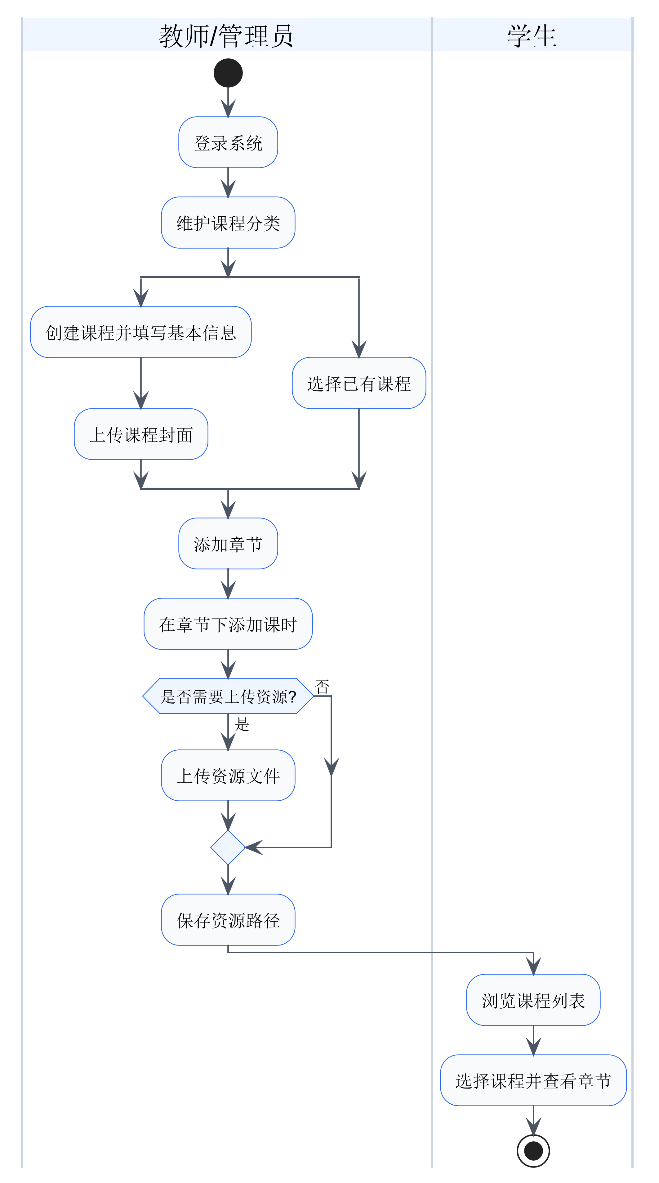 教师/管理员
学生
登录系统
维护课程分类
创建课程并填写基本信息
选择已有课程
上传课程封面
添加章节
在章节下添加课时
是否需要上传资源?
否
是
上传资源文件
保存资源路径
浏览课程列表
选择课程并查看章节